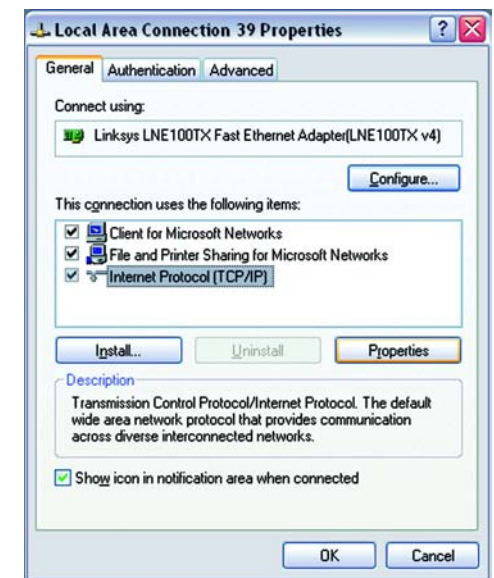 Local Area Connection 39 Properties
General Authentication Advanced
Connect using:
Linksys LNE100TX Fast Ethernet Adapter(LNE100TX v4)
Configure...
This connection uses the following items:
Client for Microsoft Networks
File and Printer Sharing for Microsoft Networks
Internet Protocol (TCP/IP)
Install... Uninstall Properties
Description
Transmission Control Protocol/Internet Protocol. The default
wide area network protocol that provides communication
across diverse interconnected networks.
Show icon in notification area when connected
OK Cancel